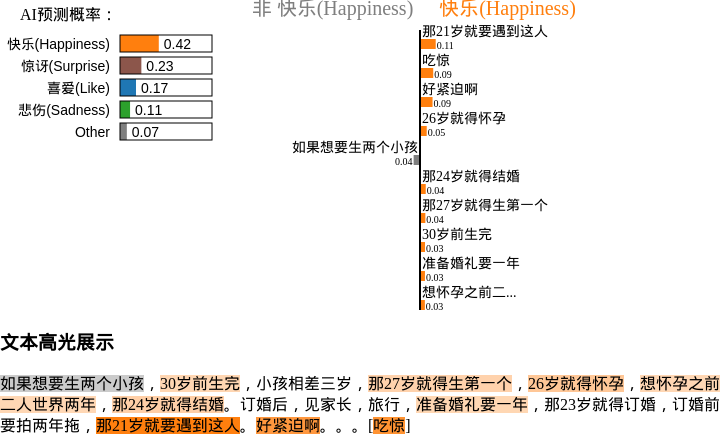 AI预测概率：
快乐(Happiness) 0.42
惊讶(Surprise) 0.23
喜爱(Like) 0.17
悲伤(Sadness) 0.11
Other 0.07
非 快乐(Happiness) 快乐(Happiness)
那21岁就要遇到这人
0.11
吃惊
0.09
好紧迫啊
0.09
26岁就得怀孕
0.05
如果想要生两个小孩
0.04
那24岁就得结婚
0.04
那27岁就得生第一个
0.04
30岁前生完
0.03
准备婚礼要一年
0.03
想怀孕之前二...
0.03
文本高光展示
如果想要生两个小孩，30岁前生完，小孩相差三岁，那27岁就得生第一个，26岁就得怀孕，想怀孕之前
二人世界两年，那24岁就得结婚。订婚后，见家长，旅行，准备婚礼要一年，那23岁就得订婚，订婚前
要拍两年拖，那21岁就要遇到这人。好紧迫啊。。。[吃惊]